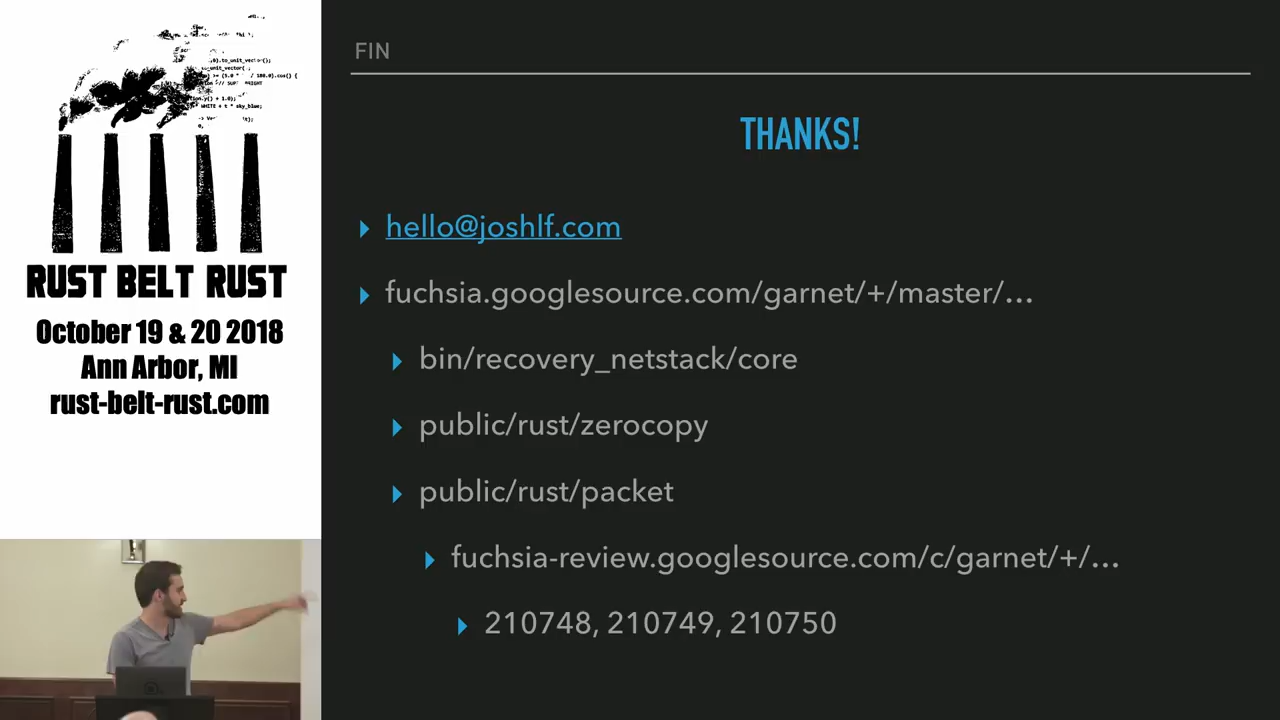 FIN
THANKS!
hello@joshlf.com
fuchsia.googlesource.com/garnet/+/master/…
bin/recovery_netstack/core
public/rust/zerocopy
public/rust/packet
fuchsia-review.googlesource.com/c/garnet/+/…
210748, 210749, 210750
RUST BELT RUST
October 19 & 20 2018
Ann Arbor, MI
rust-belt-rust.com